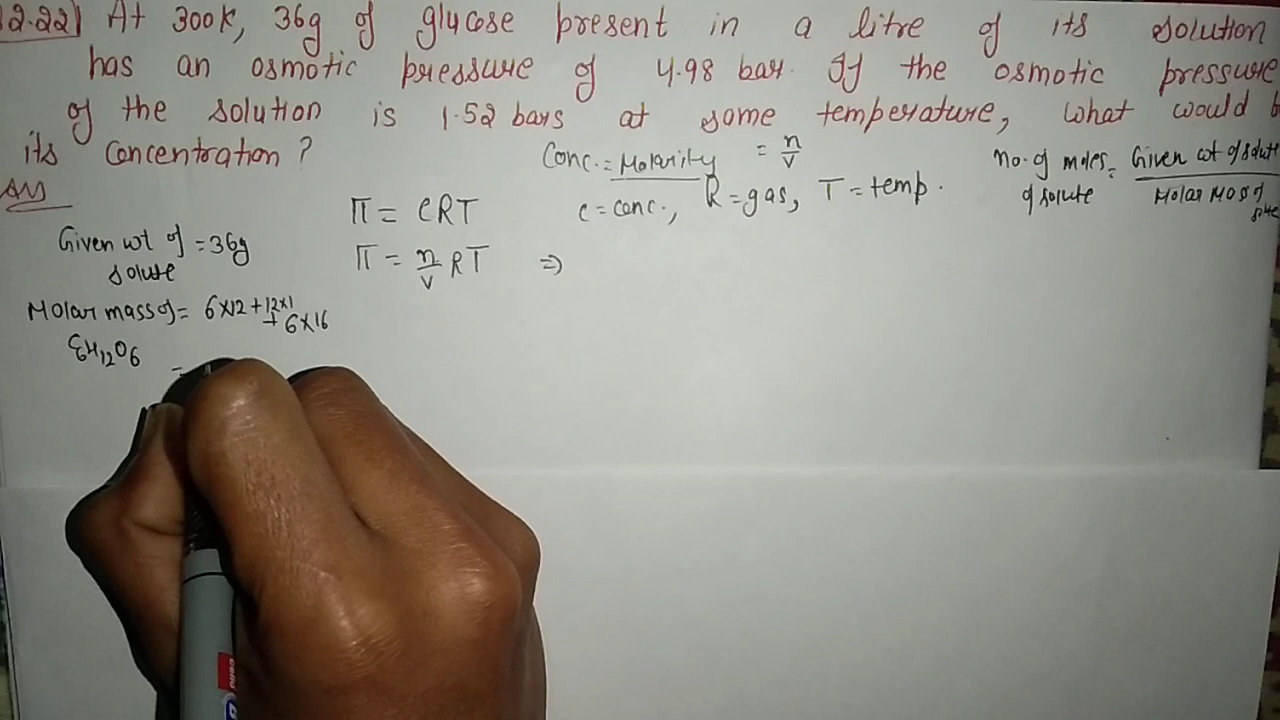 2.22) At 300K, 36g of glucose present in a litre of its solution
has an osmotic pressure of 4.98 bar. If the osmotic pressure
of the solution is 1.52 bars at some temperature, what would b
its concentration?
Ans
Conc. = Molarity = n/v
No. of moles of solute = Given wt of solute / Molar Mass of
C = conc., R = gas, T = temp.
Π = CRT
Given wt of solute = 36g
Π = n/v RT ⇒
Molar mass of = 6×12 + 12×1 + 6×16
C6H12O6 =